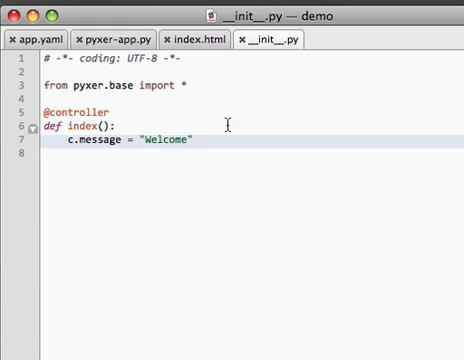 __init__.py — demo
app.yaml pyxer-app.py index.html __init__.py
1 # -*- coding: UTF-8 -*-
2
3 from pyxer.base import *
4
5 @controller
6 def index():
7 c.message = "Welcome"
8